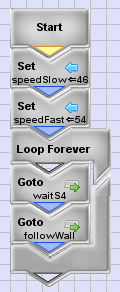 Start
Set
speedSlow⇐46
Set
speedFast⇐54
Loop Forever
Goto
waitS4
Goto
followWall